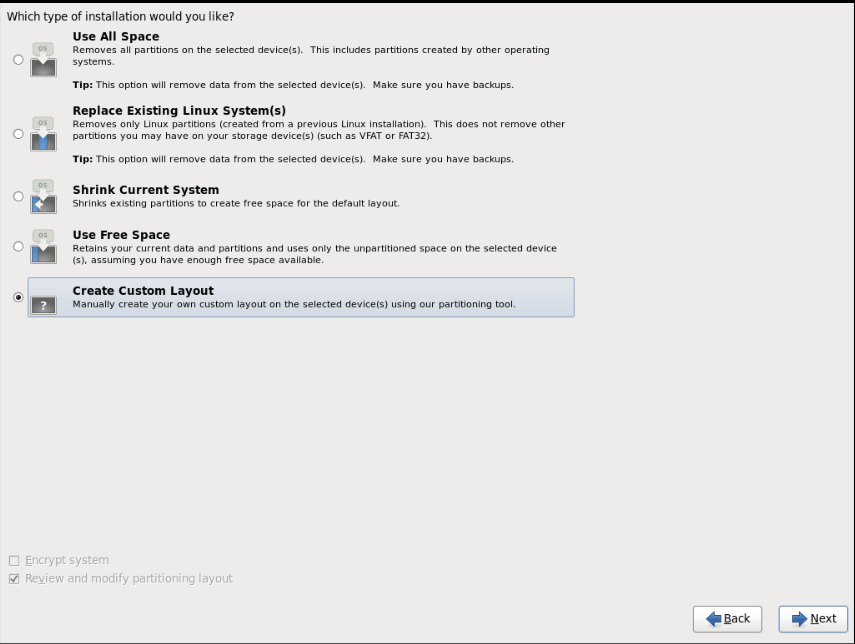 Which type of installation would you like?
Use All Space
OS
Removes all partitions on the selected device(s).  This includes partitions created by other operating
systems.
Tip: This option will remove data from the selected device(s).  Make sure you have backups.
Replace Existing Linux System(s)
OS
Removes only Linux partitions (created from a previous Linux installation).  This does not remove other
partitions you may have on your storage device(s) (such as VFAT or FAT32).
Tip: This option will remove data from the selected device(s).  Make sure you have backups.
OS
Shrink Current System
Shrinks existing partitions to create free space for the default layout.
OS
Use Free Space
Retains your current data and partitions and uses only the unpartitioned space on the selected device
(s), assuming you have enough free space available.
Create Custom Layout
?
Manually create your own custom layout on the selected device(s) using our partitioning tool.
Encrypt system
Review and modify partitioning layout
Back
Next